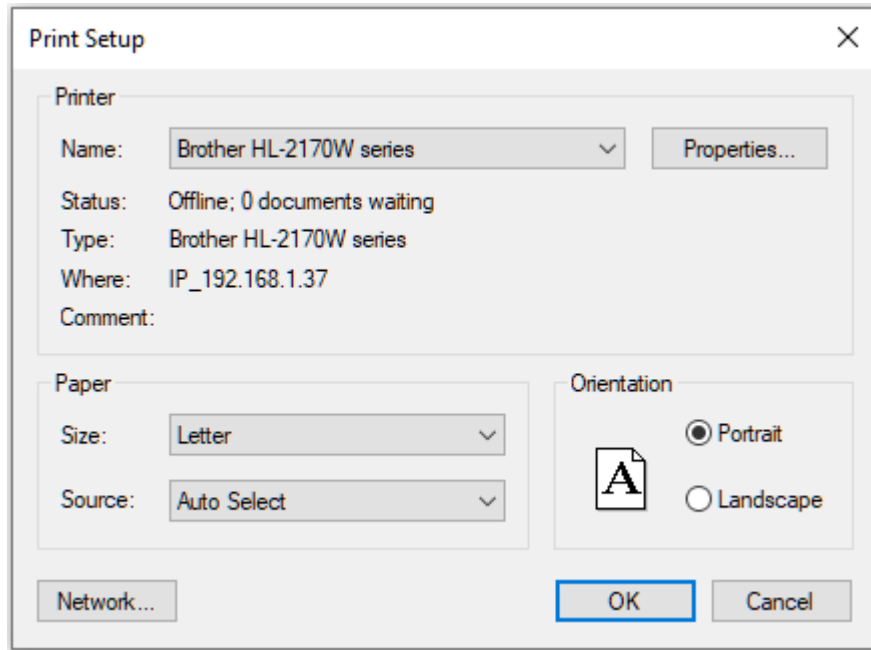 Print Setup
Printer
Name: Brother HL-2170W series Properties...
Status: Offline; 0 documents waiting
Type: Brother HL-2170W series
Where: IP_192.168.1.37
Comment:
Paper
Size: Letter
Source: Auto Select
Orientation
A
Portrait
Landscape
Network... OK Cancel